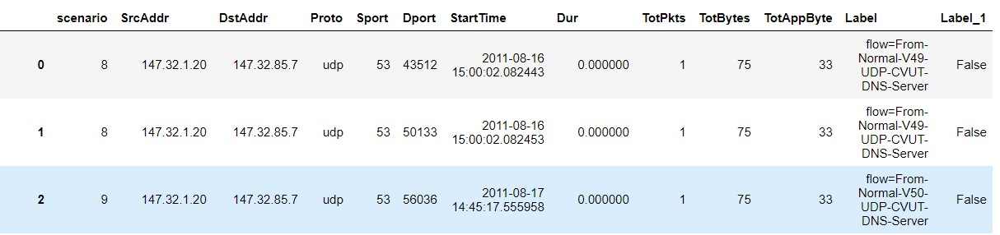 scenario SrcAddr DstAddr Proto Sport Dport StartTime Dur TotPkts TotBytes TotAppByte Label Label_1
0 8 147.32.1.20 147.32.85.7 udp 53 43512 2011-08-16 15:00:02.082443 0.000000 1 75 33 flow=From-Normal-V49-UDP-CVUT-DNS-Server False
1 8 147.32.1.20 147.32.85.7 udp 53 50133 2011-08-16 15:00:02.082453 0.000000 1 75 33 flow=From-Normal-V49-UDP-CVUT-DNS-Server False
2 9 147.32.1.20 147.32.85.7 udp 53 56036 2011-08-17 14:45:17.555958 0.000000 1 75 33 flow=From-Normal-V50-UDP-CVUT-DNS-Server False